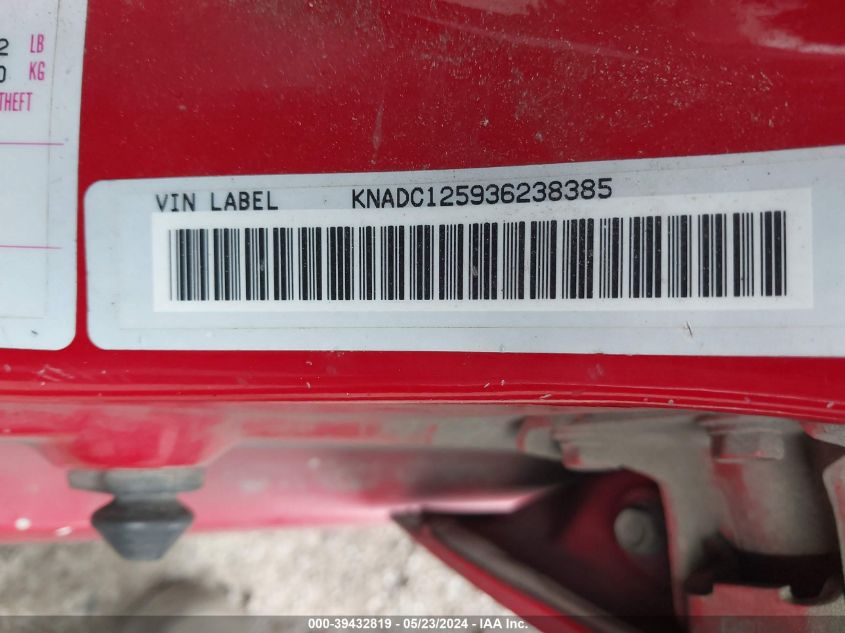 2 LB
0 KG
THEFT
VIN LABEL KNADC125936238385
000-39432819 / 05/23/2024 - IAA Inc.